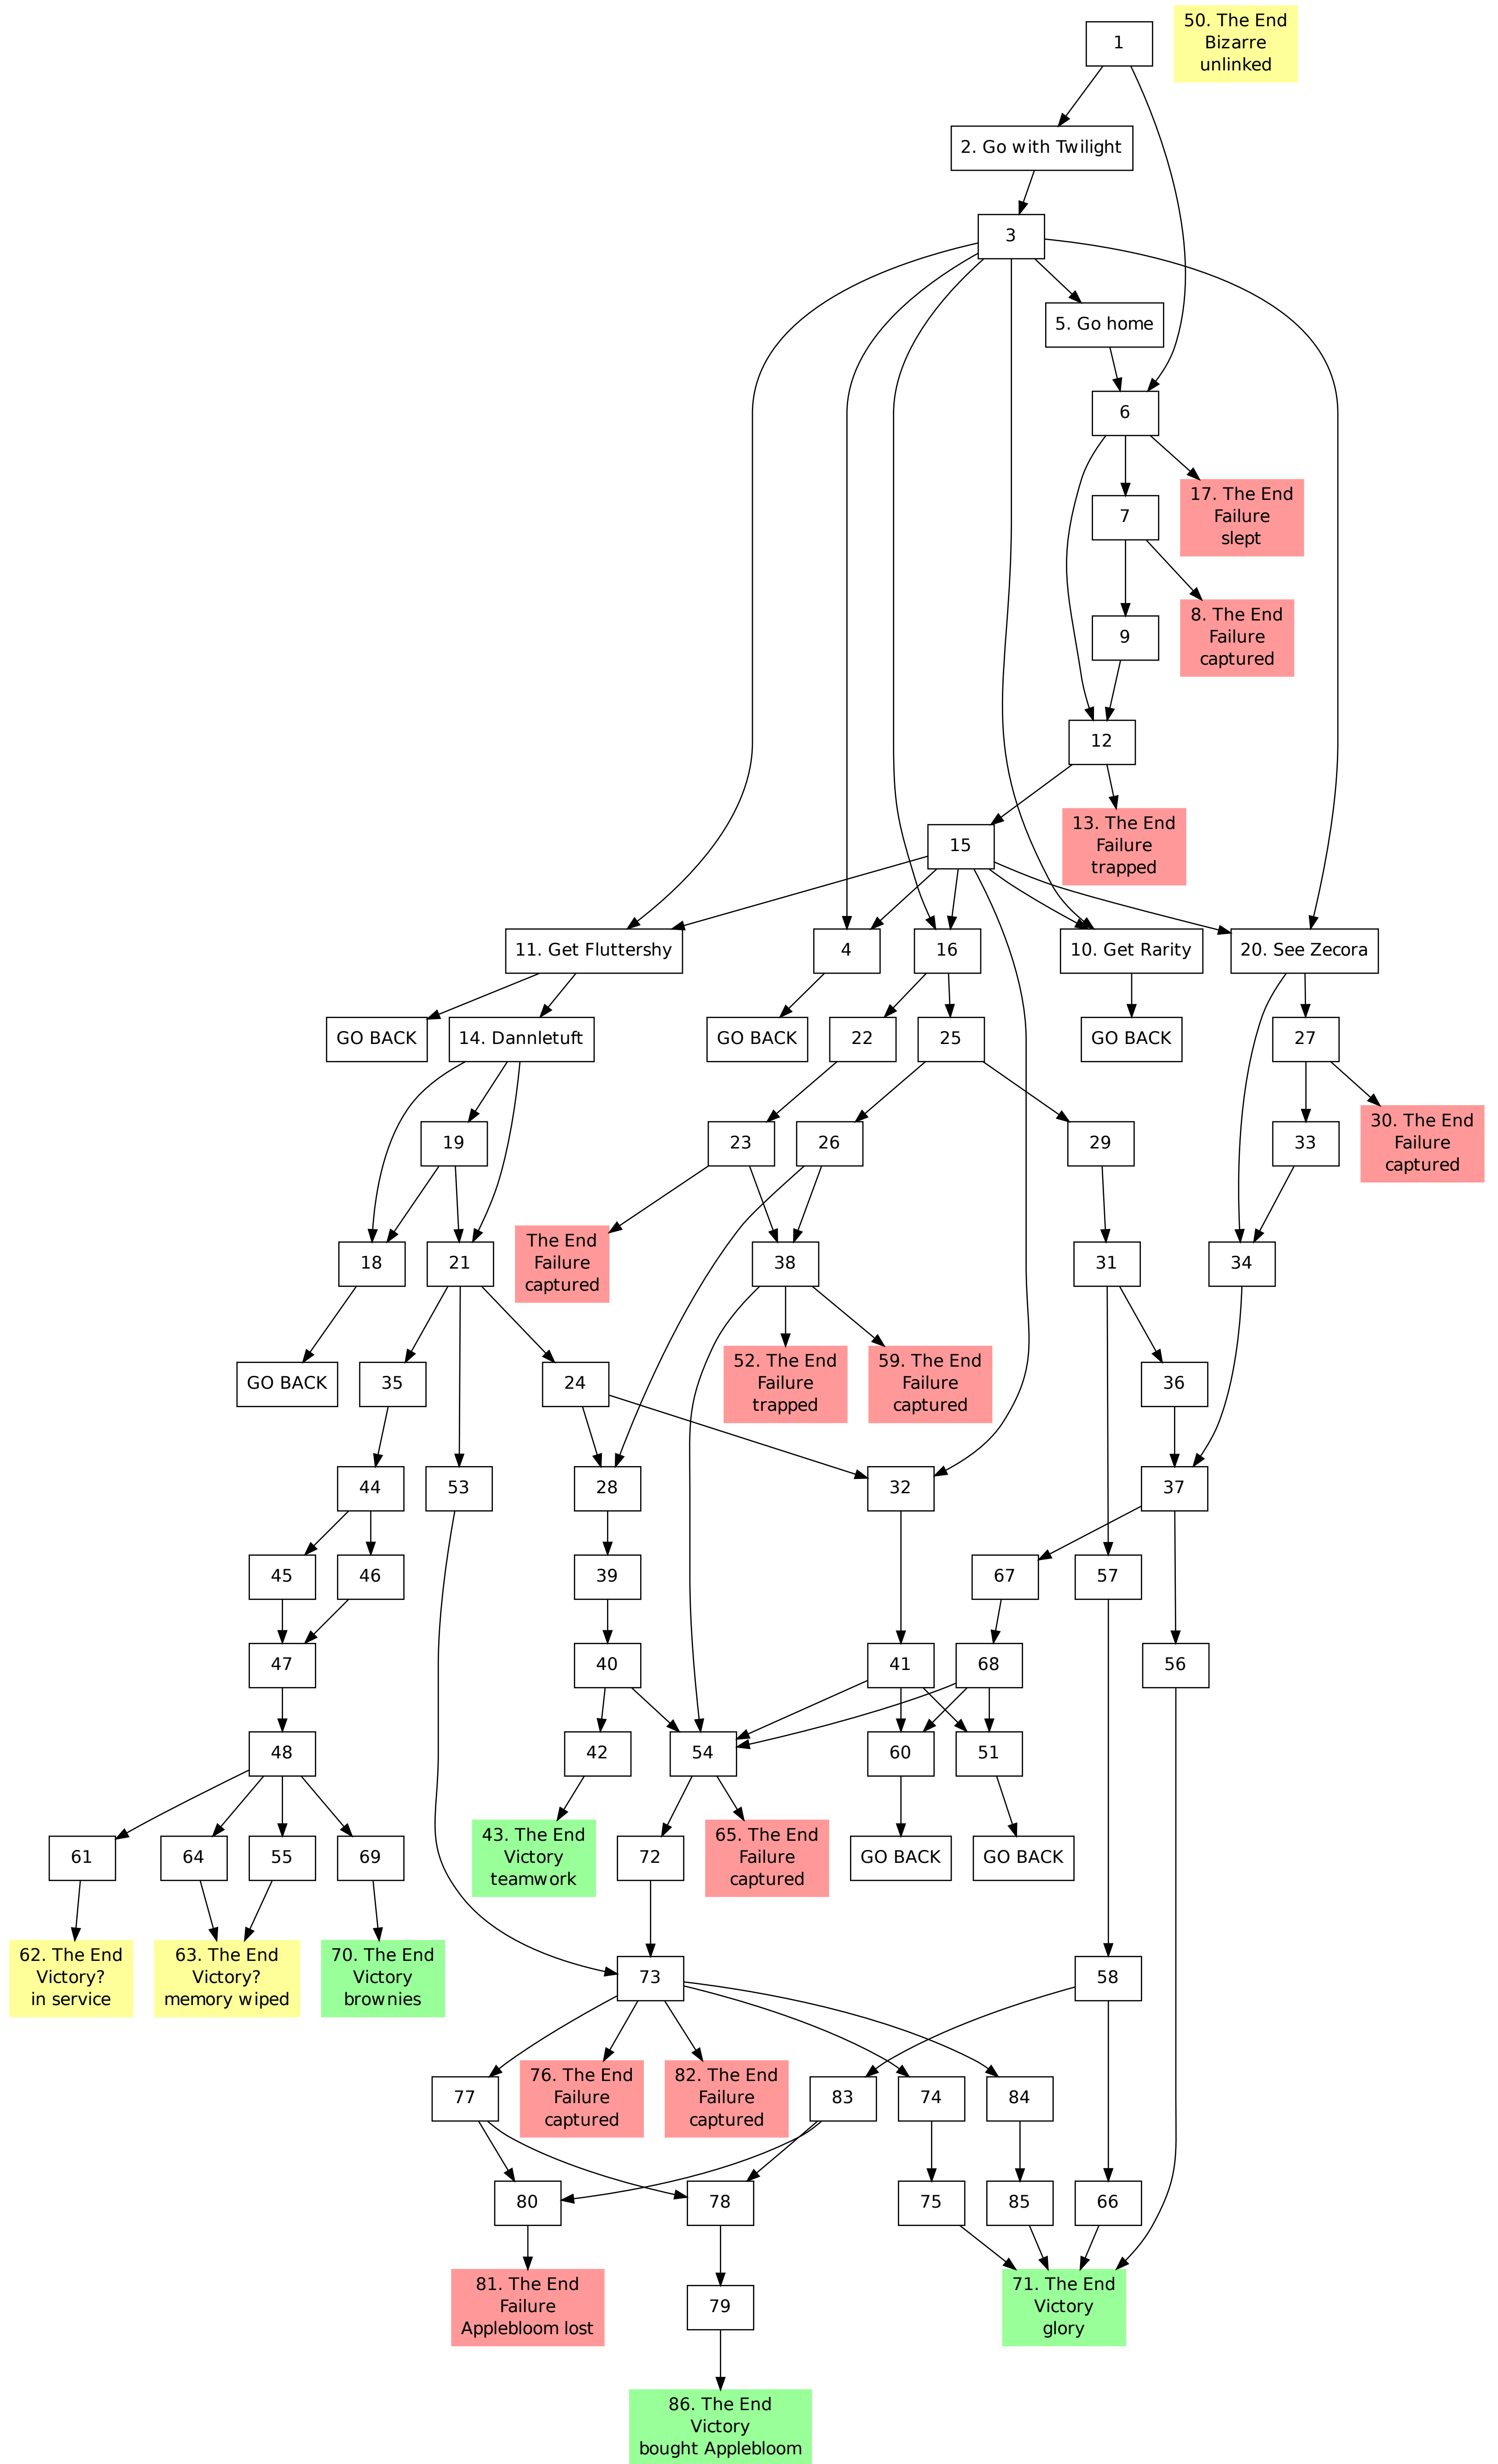 1
50. The End
Bizarre
unlinked
2. Go with Twilight
3
5. Go home
6
7
17. The End
Failure
slept
9
8. The End
Failure
captured
12
15
13. The End
Failure
trapped
11. Get Fluttershy
4
16
10. Get Rarity
20. See Zecora
GO BACK
14. Dannletuft
GO BACK
22
25
GO BACK
27
19
23
26
29
33
30. The End
Failure
captured
18
21
The End
Failure
captured
38
31
34
GO BACK
35
24
52. The End
Failure
trapped
59. The End
Failure
captured
36
44
53
28
32
37
45
46
39
67
57
47
40
41
68
56
48
42
54
60
51
61
64
55
69
43. The End
Victory
teamwork
72
65. The End
Failure
captured
GO BACK
GO BACK
62. The End
Victory?
in service
63. The End
Victory?
memory wiped
70. The End
Victory
brownies
73
58
77
76. The End
Failure
captured
82. The End
Failure
captured
83
74
84
80
78
75
85
66
81. The End
Failure
Applebloom lost
79
71. The End
Victory
glory
86. The End
Victory
bought Applebloom